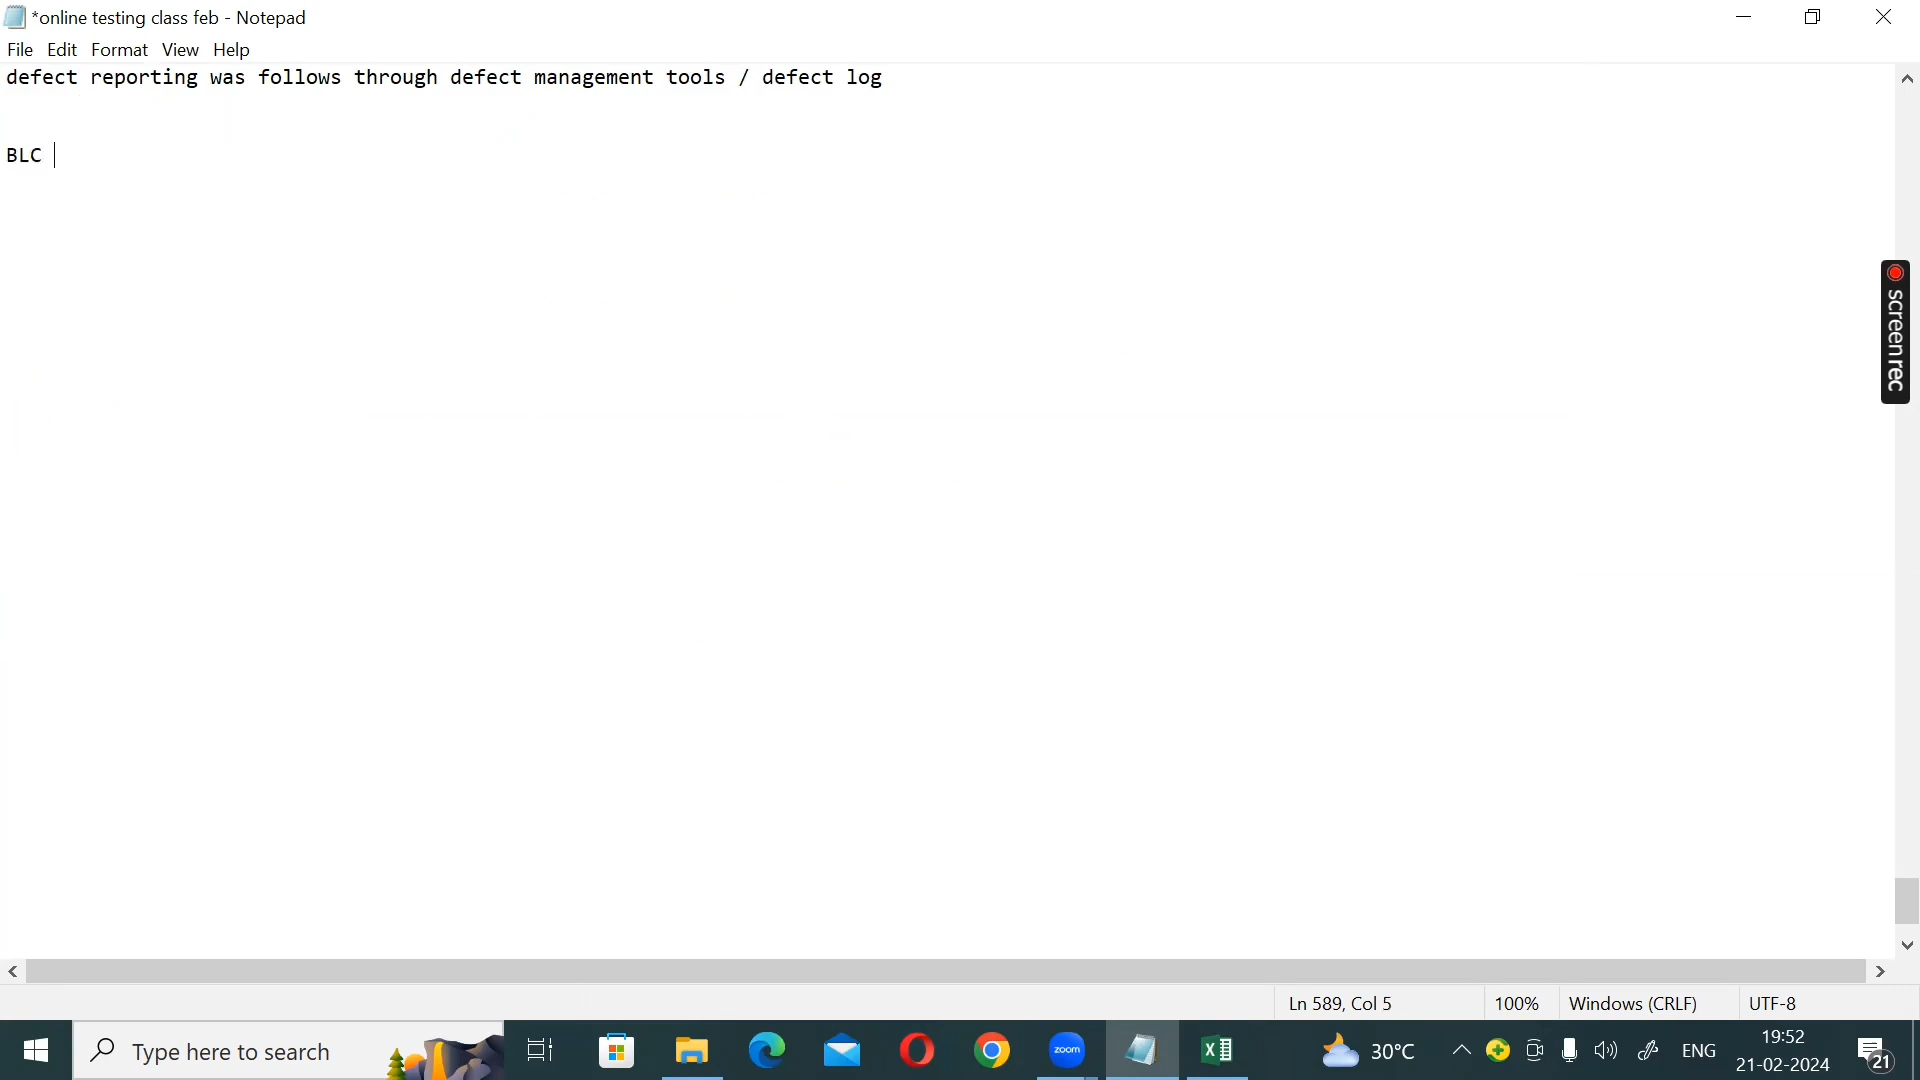 *online testing class feb - Notepad
File Edit Format View Help
defect reporting was follows through defect management tools / defect log
BLC
screenrec
Ln 589, Col 5 100% Windows (CRLF) UTF-8
Type here to search
zoom
30°C
ENG
19:52
21-02-2024
21